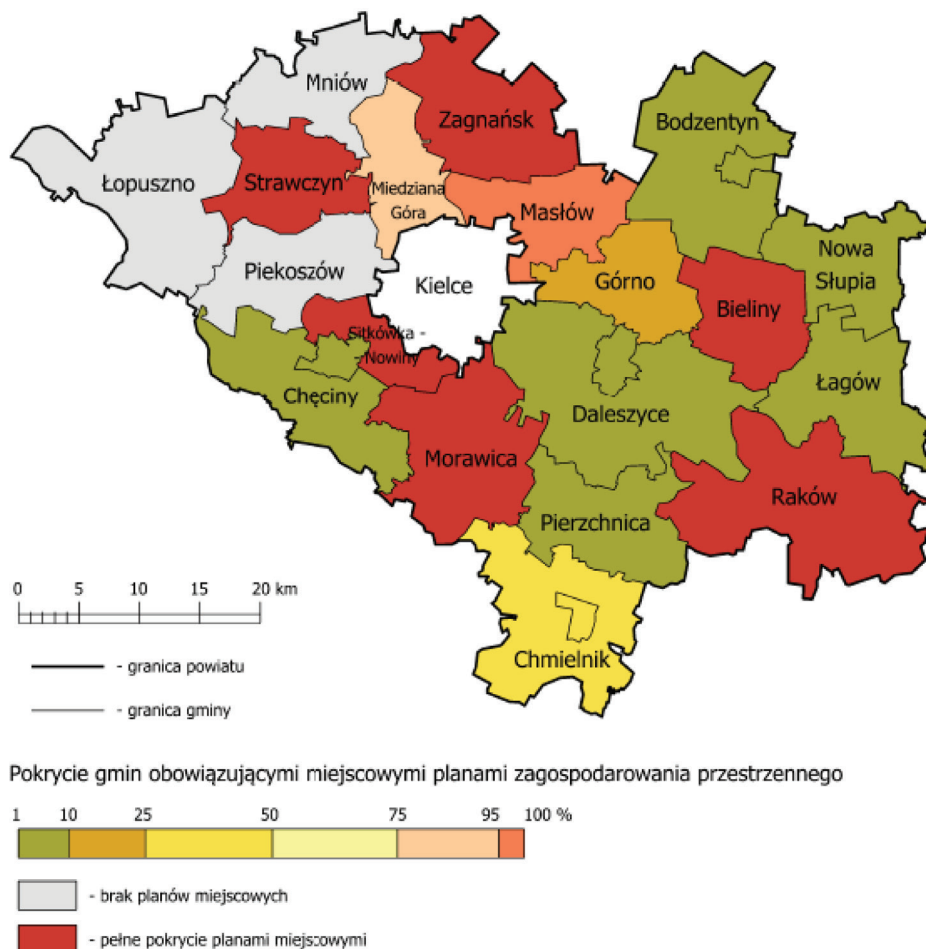 Mniów
Zagnańsk
Bodzentyn
Łopuszno
Strawczyn
Miedziana
Góra
Masłów
Nowa
Słupia
Piekoszów
Kielce
Górno
Bieliny
Sitkówka -
Nowiny
Chęciny
Daleszyce
Łagów
Morawica
Raków
Pierzchnica
Chmielnik
0 5 10 15 20 km
- granica powiatu
- granica gminy
Pokrycie gmin obowiązującymi miejscowymi planami zagospodarowania przestrzennego
1 10 25 50 75 95 100 %
- brak planów miejscowych
- pełne pokrycie planami miejscowymi